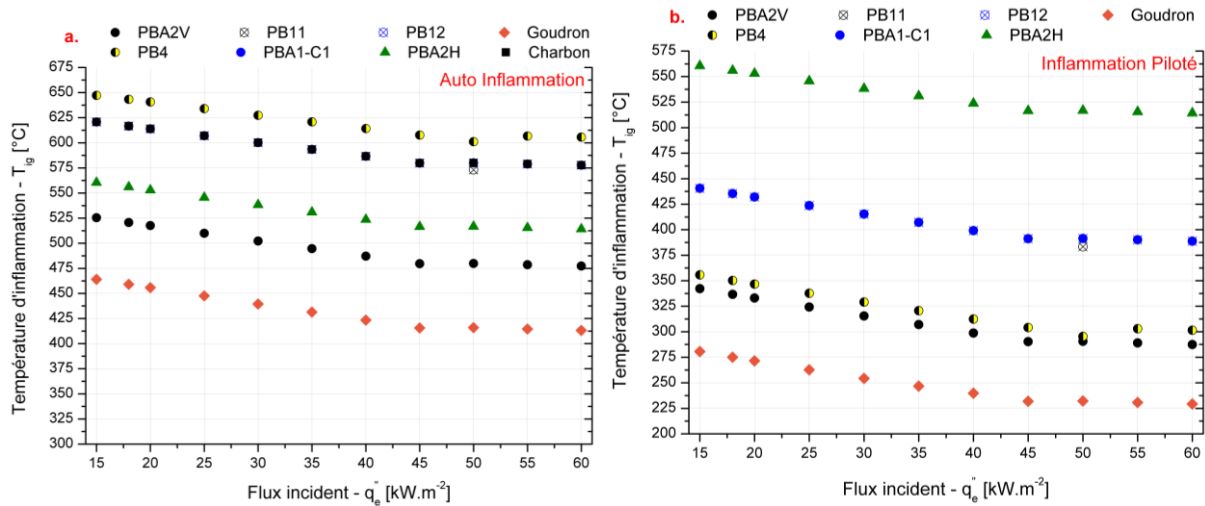 a.
PBA2V PB11 PB12 Goudron
PB4 PBA1-C1 PBA2H Charbon
Auto Inflammation
675
650
625
600
575
550
525
500
475
450
425
400
375
350
325
300
Température d'inflammation - T_ig [°C]
15 20 25 30 35 40 45 50 55 60
Flux incident - q̇_e" [kW.m⁻²]
b.
PBA2V PB11 PB12 Goudron
PB4 PBA1-C1 PBA2H
Inflammation Piloté
575
550
525
500
475
450
425
400
375
350
325
300
275
250
225
200
Température d'inflammation - T_ig [°C]
15 20 25 30 35 40 45 50 55 60
Flux incident - q̇_e" [kW.m⁻²]